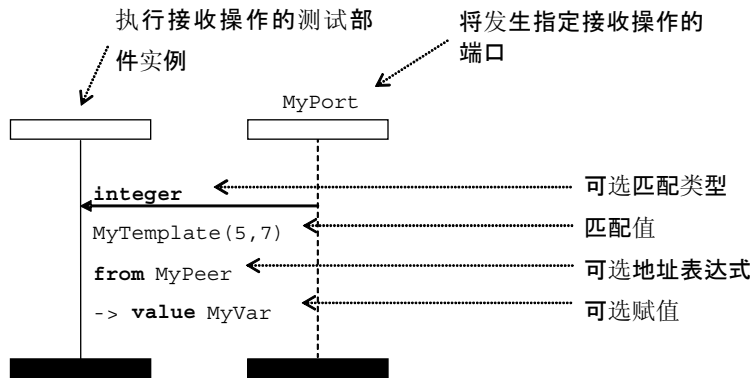 执行接收操作的测试部
件实例
将发生指定接收操作的
端口
MyPort
integer
可选匹配类型
MyTemplate(5,7)
匹配值
from MyPeer
可选地址表达式
-> value MyVar
可选赋值